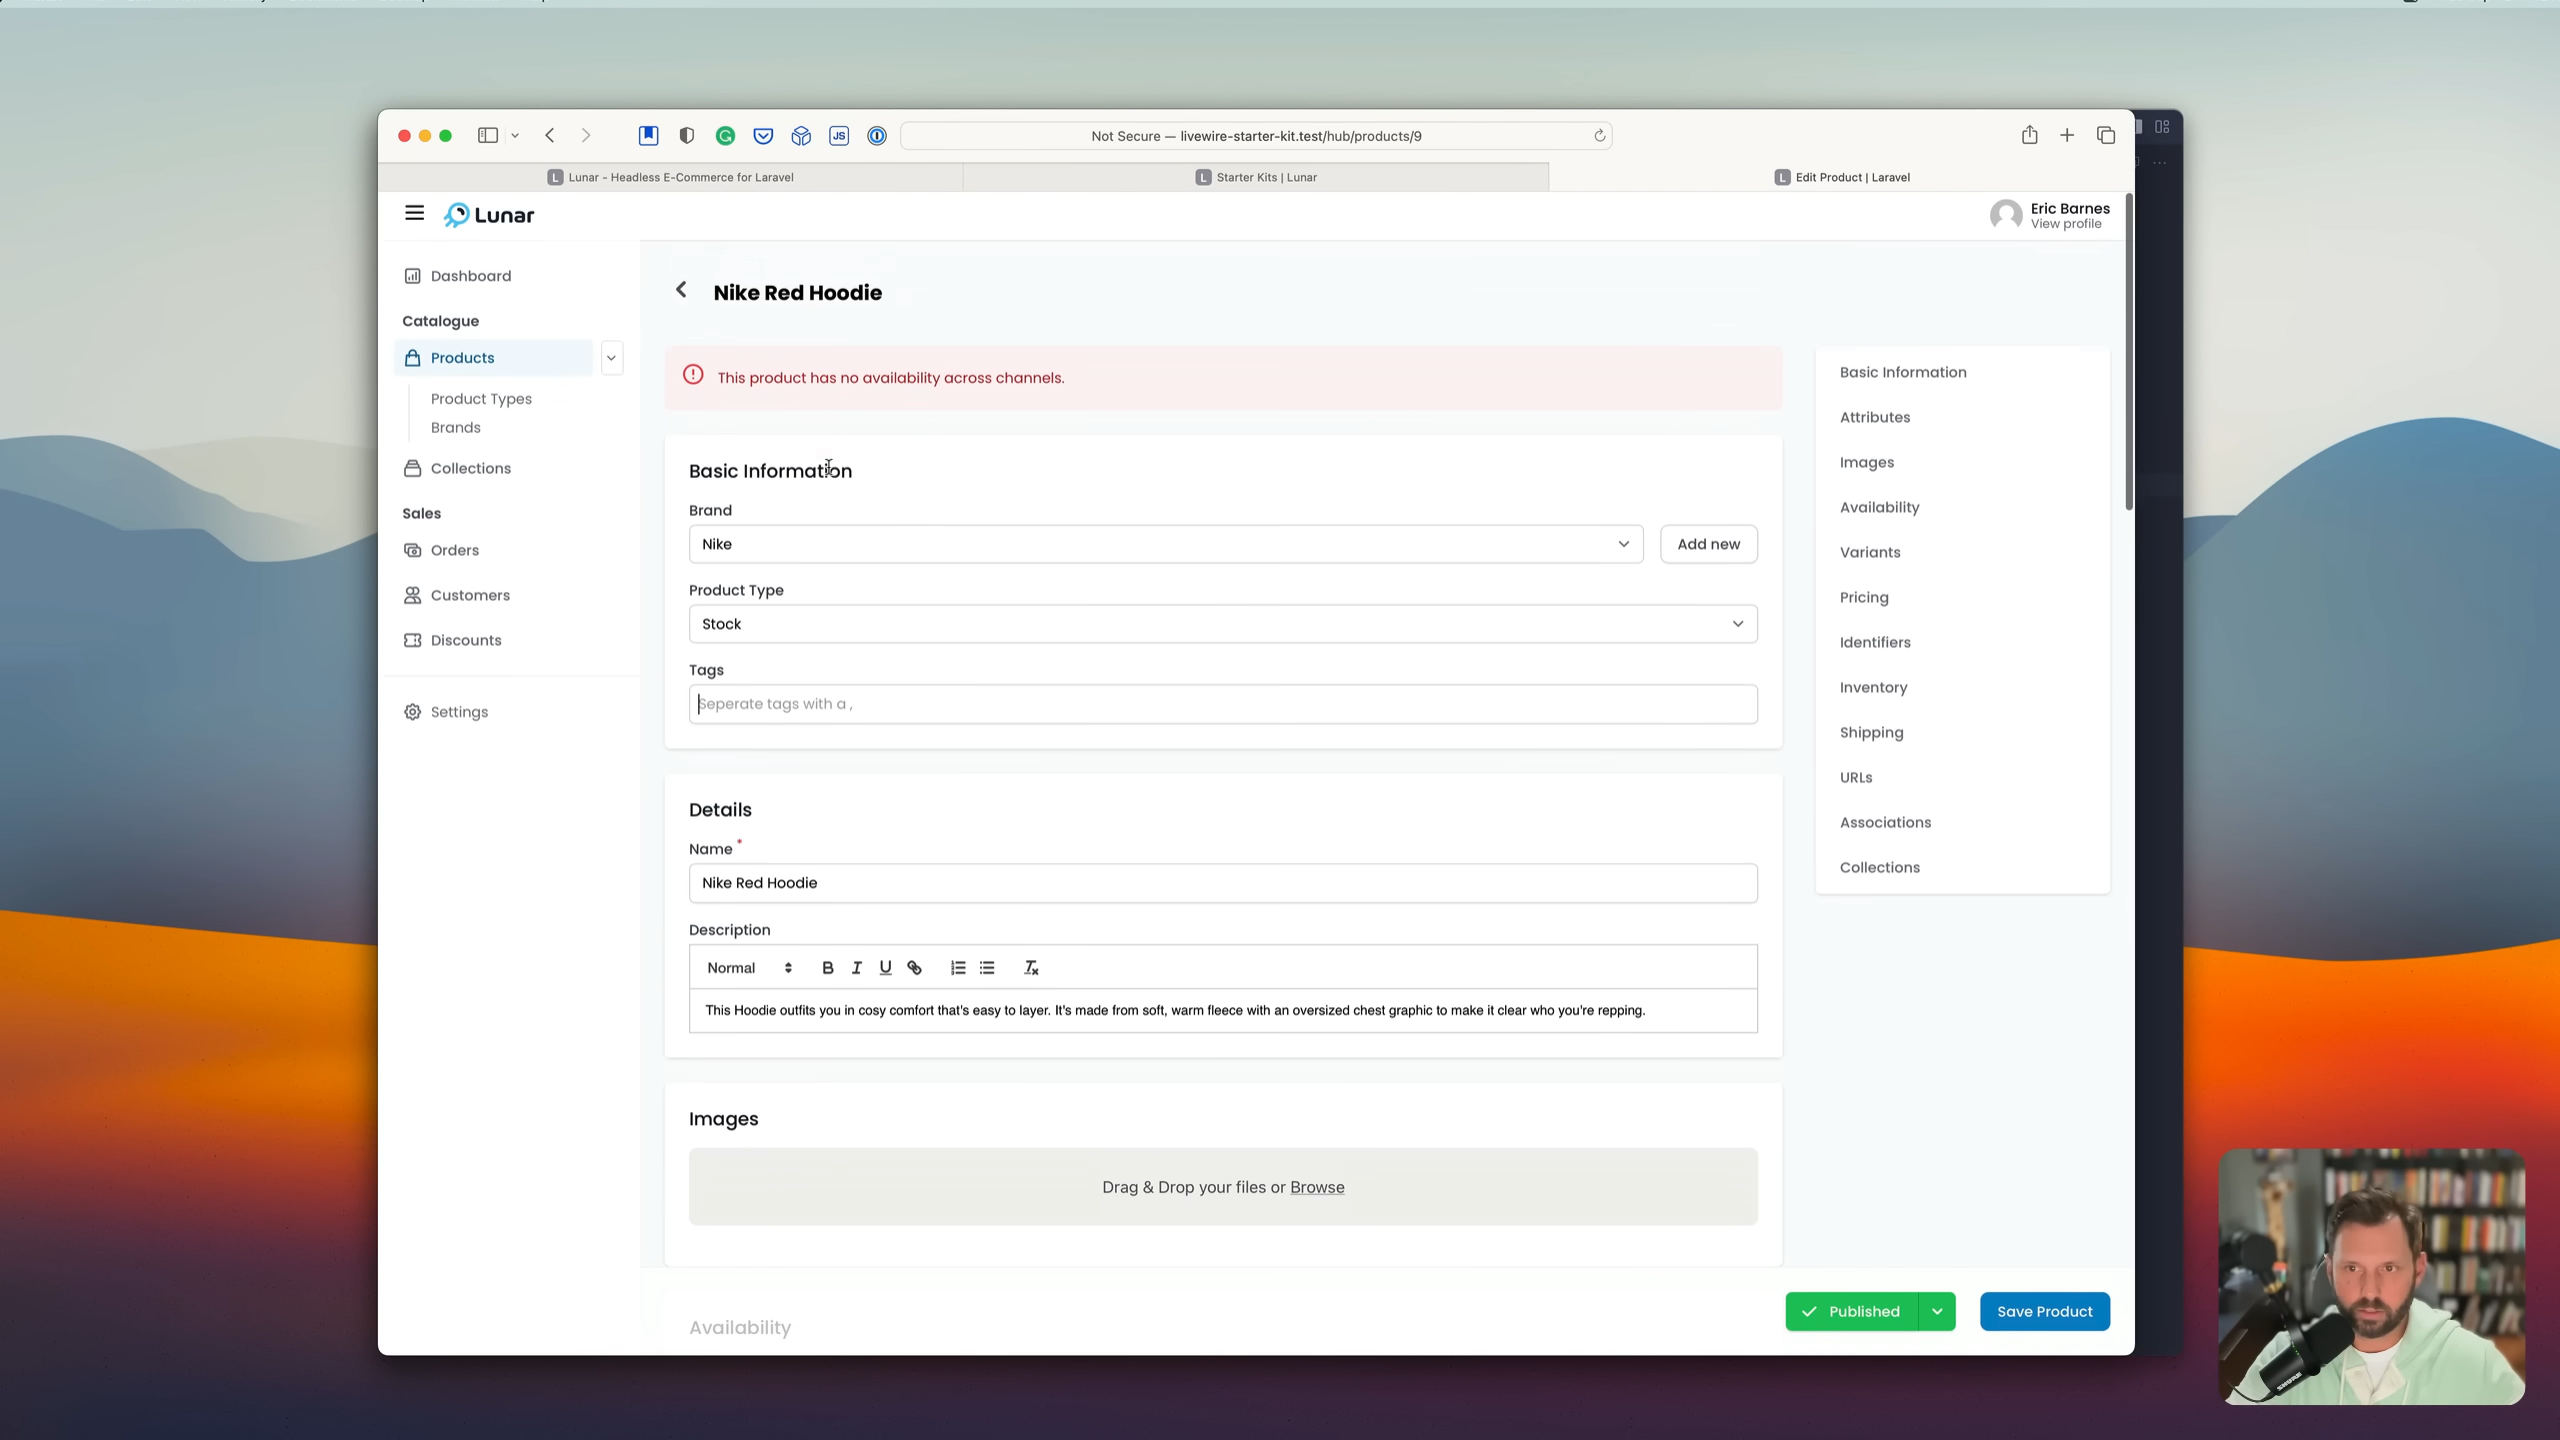 Not Secure — livewire-starter-kit.test/hub/products/9
L Lunar - Headless E-Commerce for Laravel
L Starter Kits | Lunar
L Edit Product | Laravel
Lunar
Eric Barnes
View profile
Dashboard
Catalogue
Products
Product Types
Brands
Collections
Sales
Orders
Customers
Discounts
Settings
Nike Red Hoodie
This product has no availability across channels.
Basic Information
Brand
Nike
Add new
Product Type
Stock
Tags
Seperate tags with a ,
Details
Name *
Nike Red Hoodie
Description
Normal B I U
This Hoodie outfits you in cosy comfort that's easy to layer. It's made from soft, warm fleece with an oversized chest graphic to make it clear who you're repping.
Images
Drag & Drop your files or Browse
Availability
Basic Information
Attributes
Images
Availability
Variants
Pricing
Identifiers
Inventory
Shipping
URLs
Associations
Collections
Published
Save Product
JS
SHURE